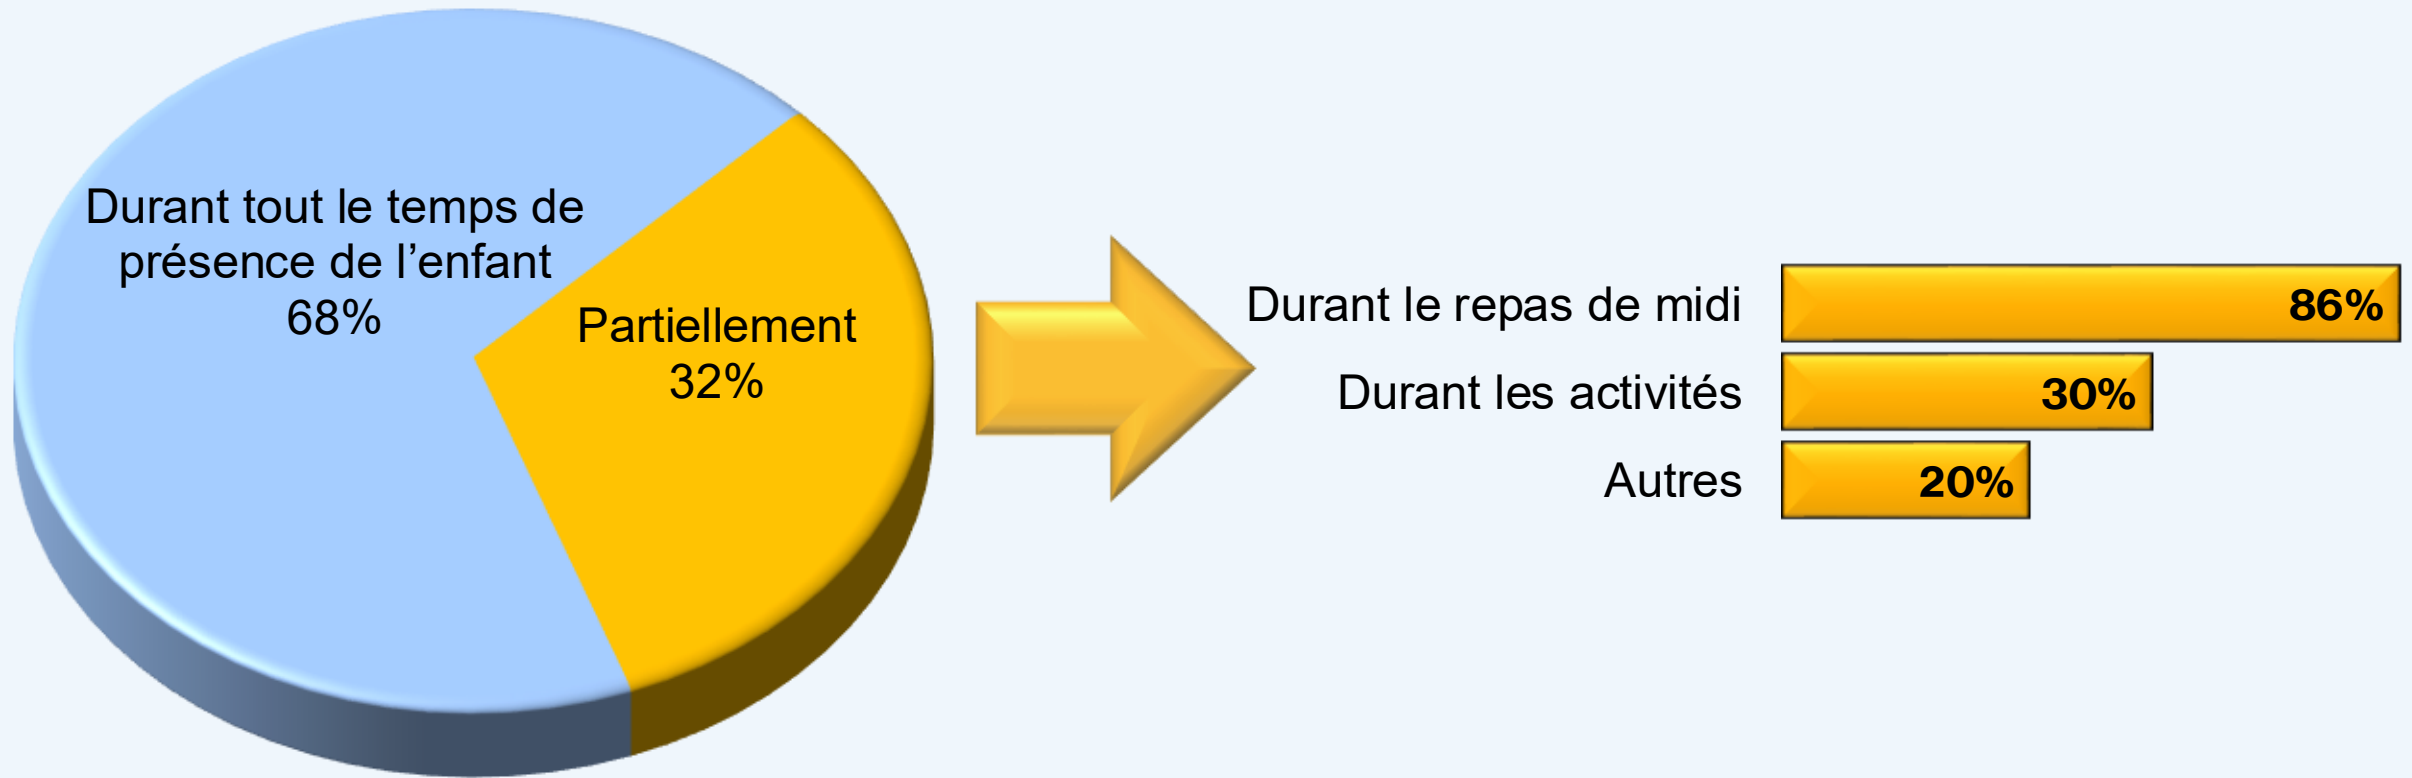 Durant tout le temps de
présence de l’enfant
68%
Partiellement
32%
Durant le repas de midi
86%
Durant les activités
30%
Autres
20%